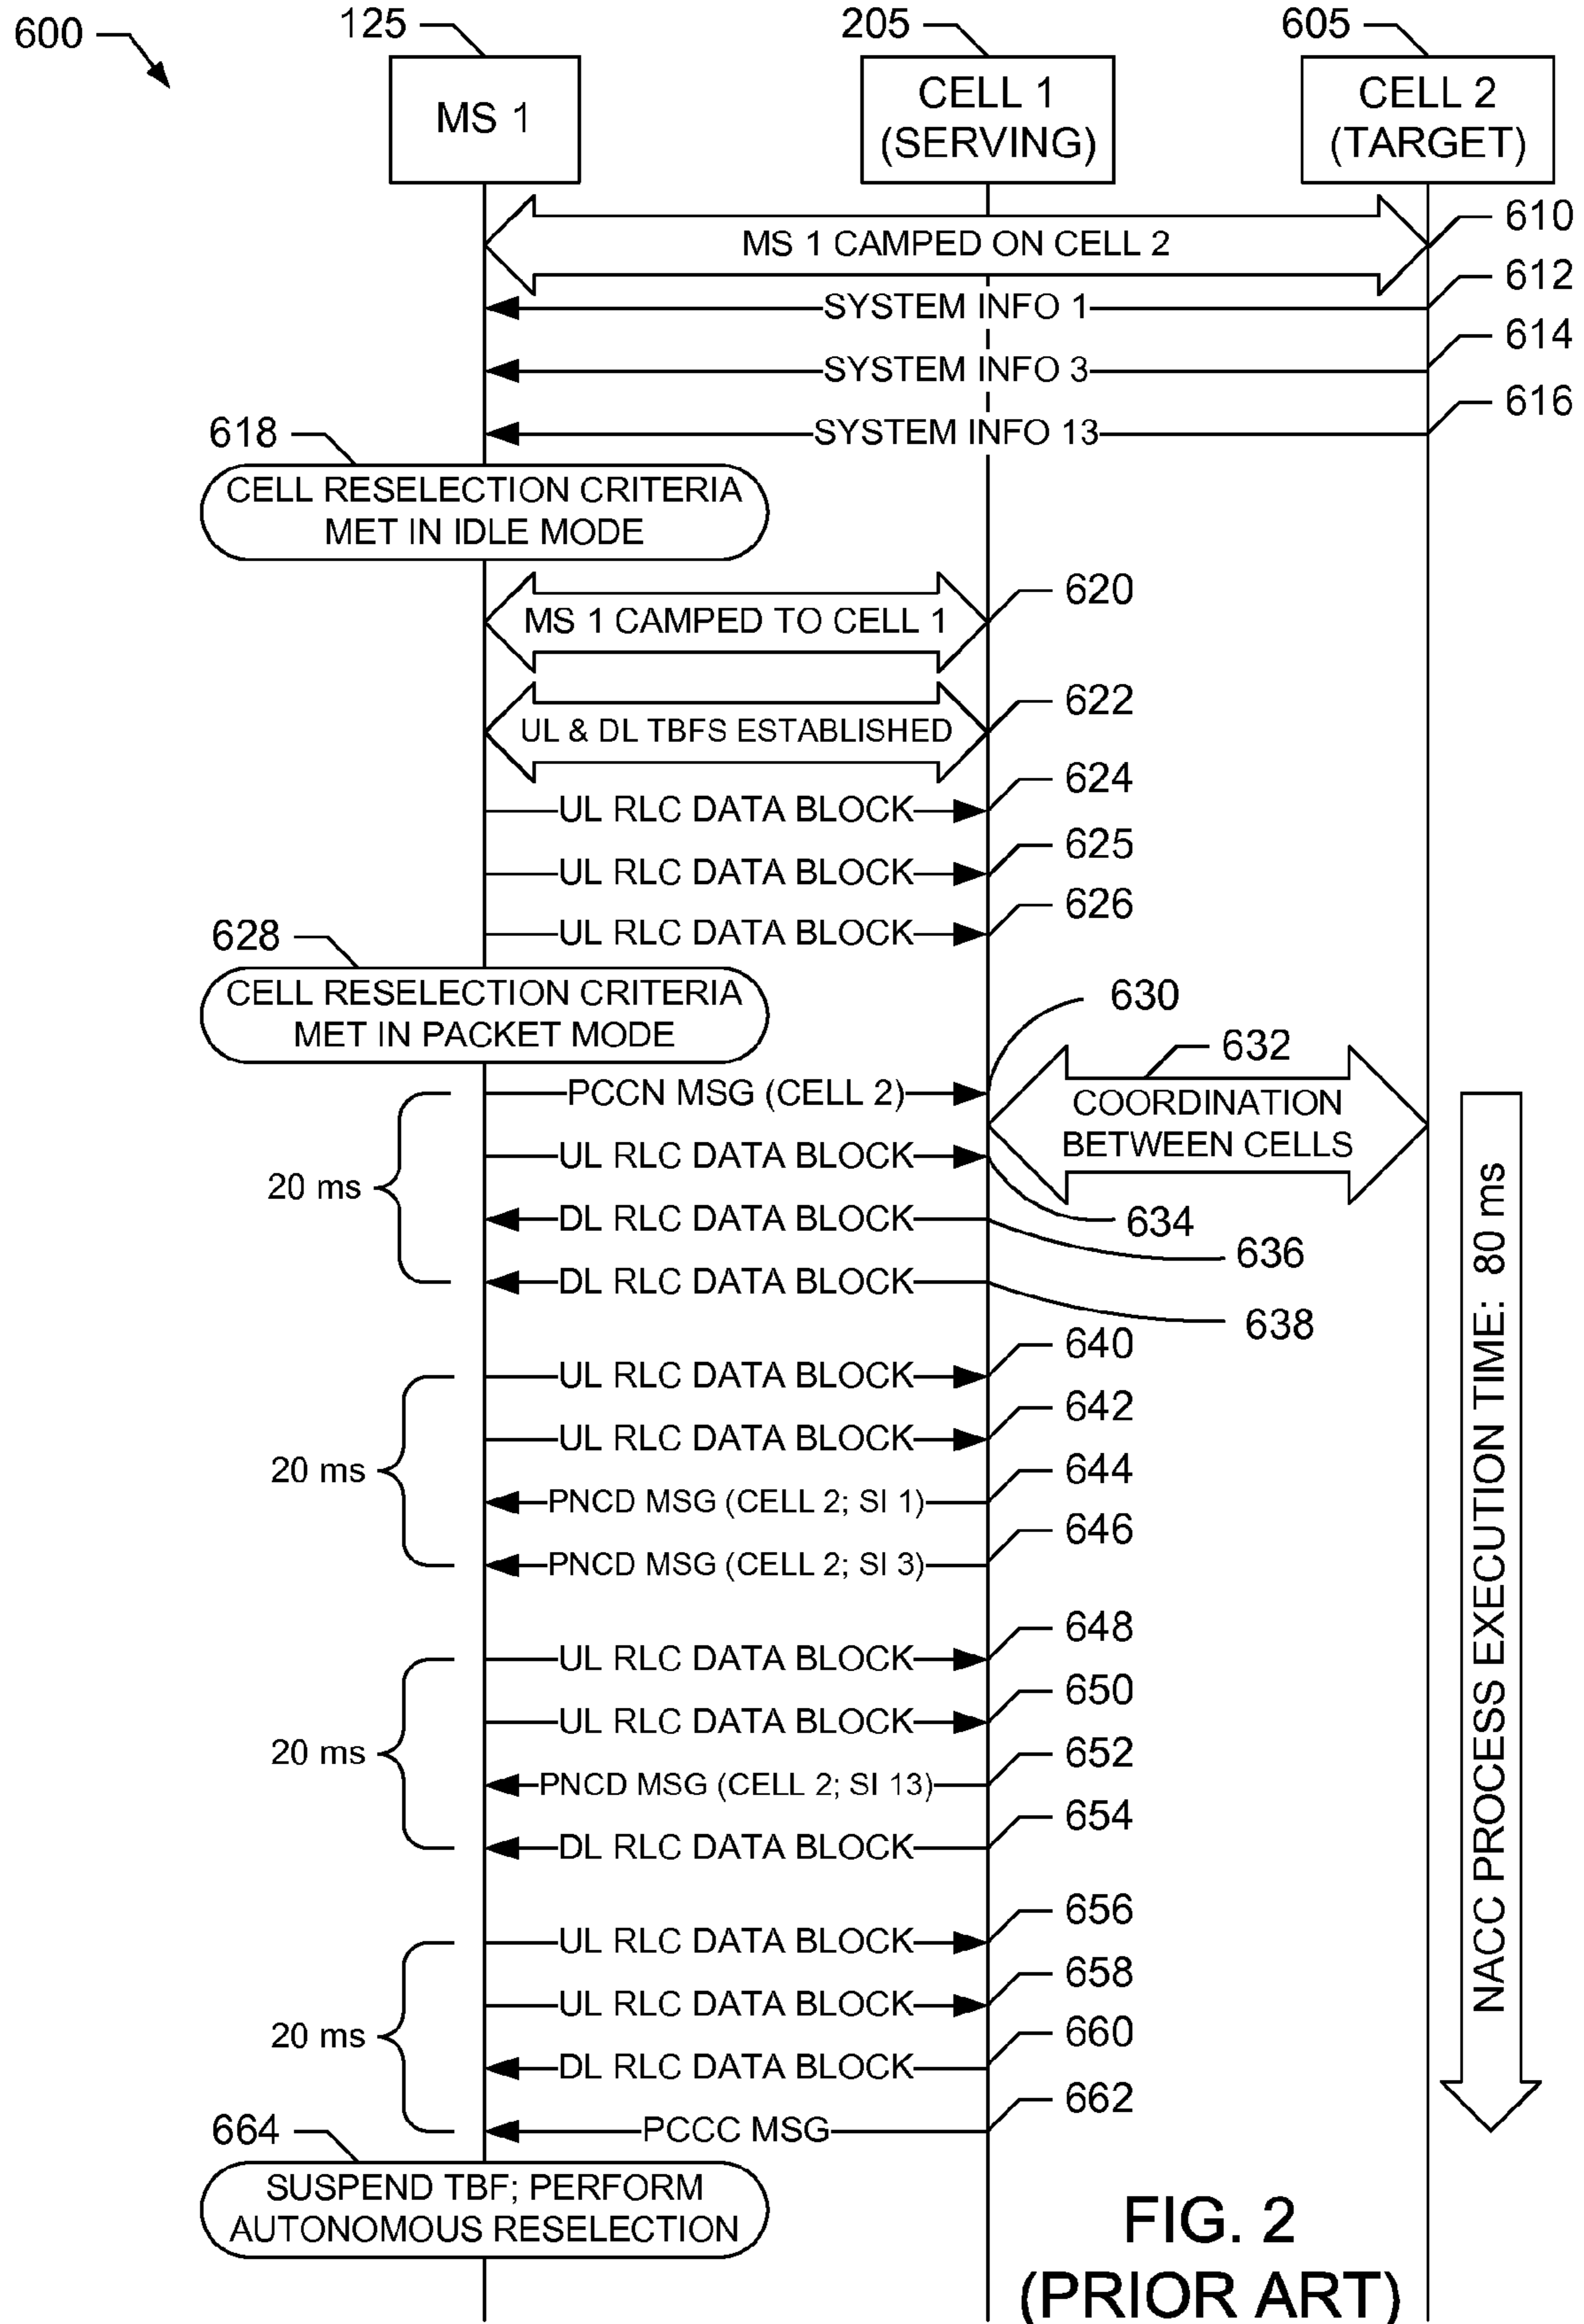 600
125
205
605
MS 1
CELL 1
(SERVING)
CELL 2
(TARGET)
MS 1 CAMPED ON CELL 2
610
SYSTEM INFO 1
612
SYSTEM INFO 3
614
SYSTEM INFO 13
616
618
CELL RESELECTION CRITERIA
MET IN IDLE MODE
MS 1 CAMPED TO CELL 1
620
UL & DL TBFS ESTABLISHED
622
UL RLC DATA BLOCK
624
UL RLC DATA BLOCK
625
UL RLC DATA BLOCK
626
628
CELL RESELECTION CRITERIA
MET IN PACKET MODE
630
PCCN MSG (CELL 2)
632
COORDINATION
BETWEEN CELLS
20 ms
UL RLC DATA BLOCK
634
DL RLC DATA BLOCK
636
DL RLC DATA BLOCK
638
20 ms
UL RLC DATA BLOCK
640
UL RLC DATA BLOCK
642
PNCD MSG (CELL 2; SI 1)
644
PNCD MSG (CELL 2; SI 3)
646
20 ms
UL RLC DATA BLOCK
648
UL RLC DATA BLOCK
650
PNCD MSG (CELL 2; SI 13)
652
DL RLC DATA BLOCK
654
20 ms
UL RLC DATA BLOCK
656
UL RLC DATA BLOCK
658
DL RLC DATA BLOCK
660
PCCC MSG
662
NACC PROCESS EXECUTION TIME: 80 ms
664
SUSPEND TBF; PERFORM
AUTONOMOUS RESELECTION
FIG. 2
(PRIOR ART)